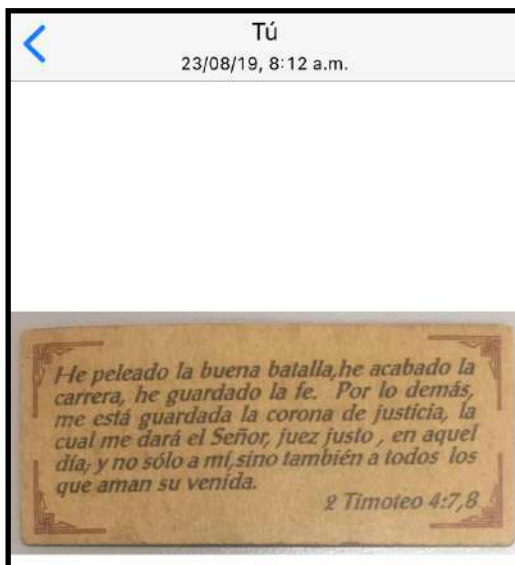 Tú
23/08/19, 8:12 a.m.
He peleado la buena batalla,he acabado la
carrera, he guardado la fe. Por lo demás,
me está guardada la corona de justicia, la
cual me dará el Señor, juez justo , en aquel
día, y no sólo a mí,sino también a todos los
que aman su venida.
2 Timoteo 4:7,8